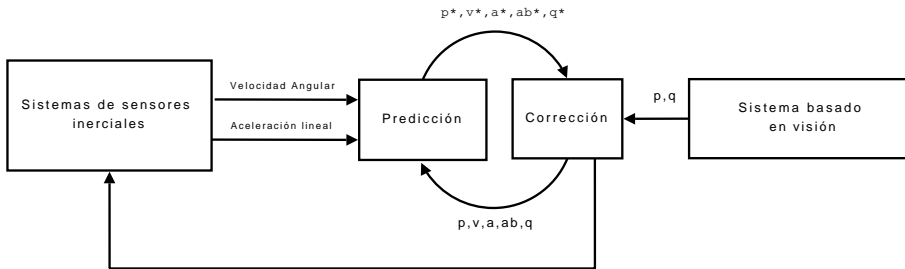 p*,v*,a*,ab*,q*
Velocidad Angular
Sistemas de sensores
inerciales
Aceleración lineal
Predicción
Corrección
p,q
Sistema basado
en visión
p,v,a,ab,q